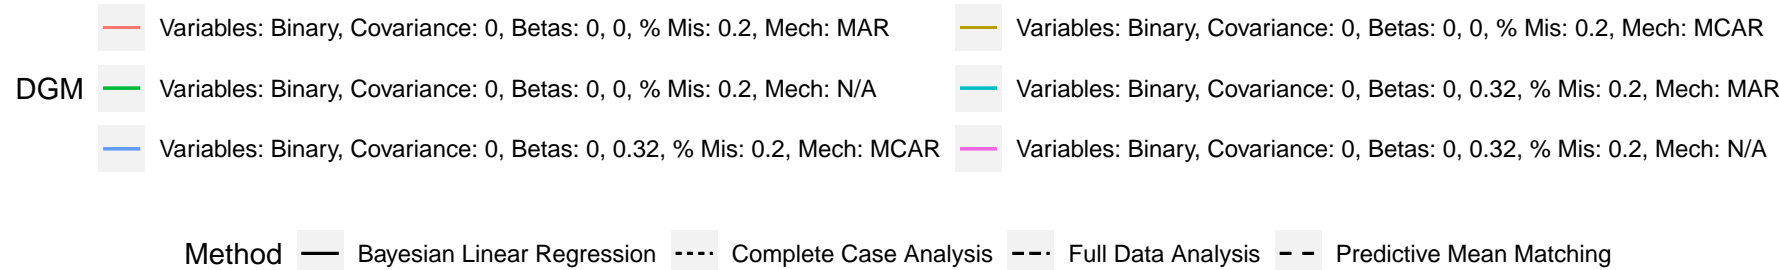 Variables: Binary, Covariance: 0, Betas: 0, 0, % Mis: 0.2, Mech: MAR
Variables: Binary, Covariance: 0, Betas: 0, 0, % Mis: 0.2, Mech: MCAR
DGM
Variables: Binary, Covariance: 0, Betas: 0, 0, % Mis: 0.2, Mech: N/A
Variables: Binary, Covariance: 0, Betas: 0, 0.32, % Mis: 0.2, Mech: MAR
Variables: Binary, Covariance: 0, Betas: 0, 0.32, % Mis: 0.2, Mech: MCAR
Variables: Binary, Covariance: 0, Betas: 0, 0.32, % Mis: 0.2, Mech: N/A
Method Bayesian Linear Regression Complete Case Analysis Full Data Analysis Predictive Mean Matching